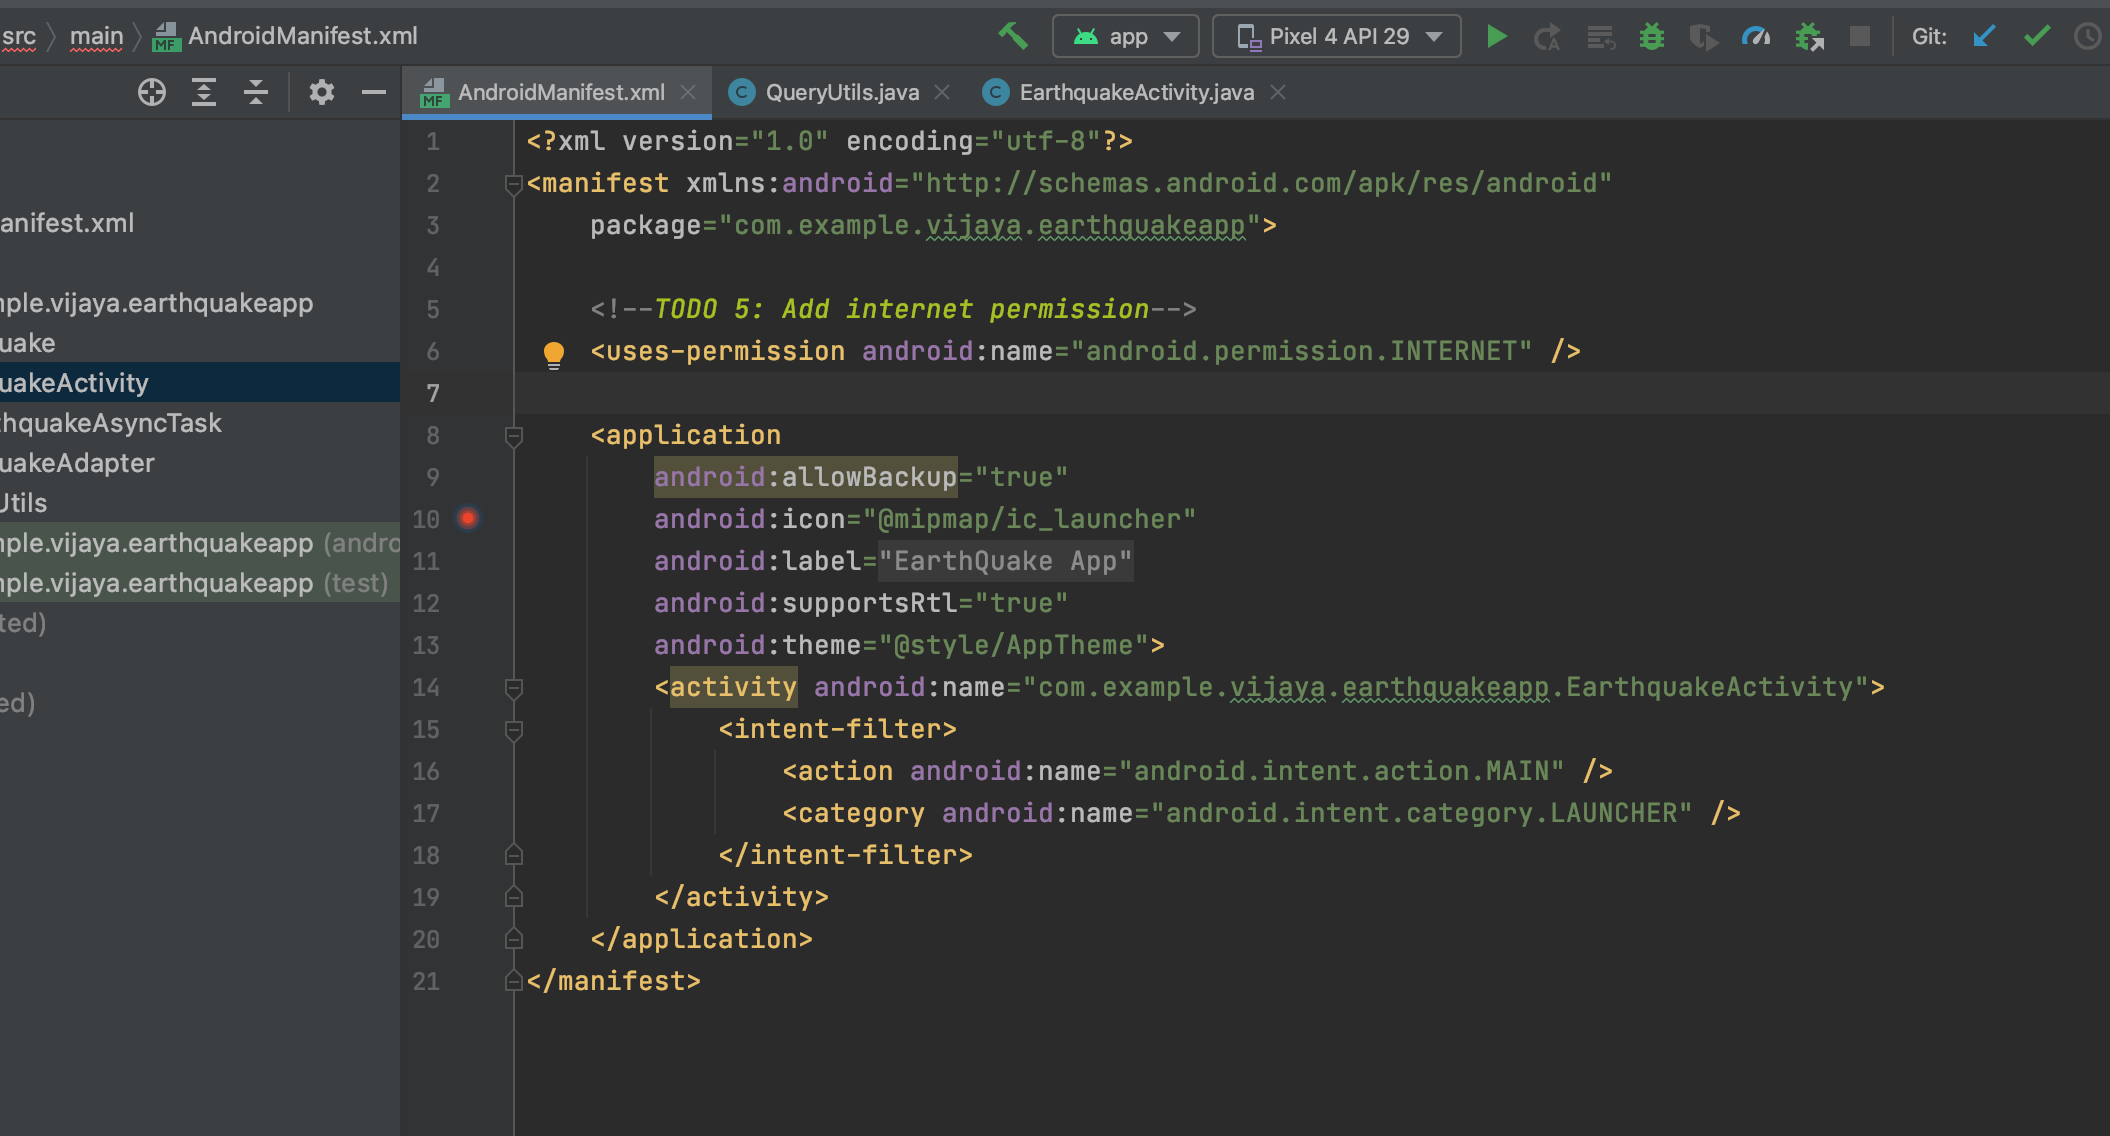 src main AndroidManifest.xml app Pixel 4 API 29 Git:
AndroidManifest.xml QueryUtils.java EarthquakeActivity.java
anifest.xml
ple.vijaya.earthquakeapp
uake
uakeActivity
hquakeAsyncTask
uakeAdapter
Utils
ple.vijaya.earthquakeapp (andro
ple.vijaya.earthquakeapp (test)
ted)
ed)
1 <?xml version="1.0" encoding="utf-8"?>
2 <manifest xmlns:android="http://schemas.android.com/apk/res/android"
3 package="com.example.vijaya.earthquakeapp">
4
5 <!--TODO 5: Add internet permission-->
6 <uses-permission android:name="android.permission.INTERNET" />
7
8 <application
9 android:allowBackup="true"
10 android:icon="@mipmap/ic_launcher"
11 android:label="EarthQuake App"
12 android:supportsRtl="true"
13 android:theme="@style/AppTheme">
14 <activity android:name="com.example.vijaya.earthquakeapp.EarthquakeActivity">
15 <intent-filter>
16 <action android:name="android.intent.action.MAIN" />
17 <category android:name="android.intent.category.LAUNCHER" />
18 </intent-filter>
19 </activity>
20 </application>
21 </manifest>